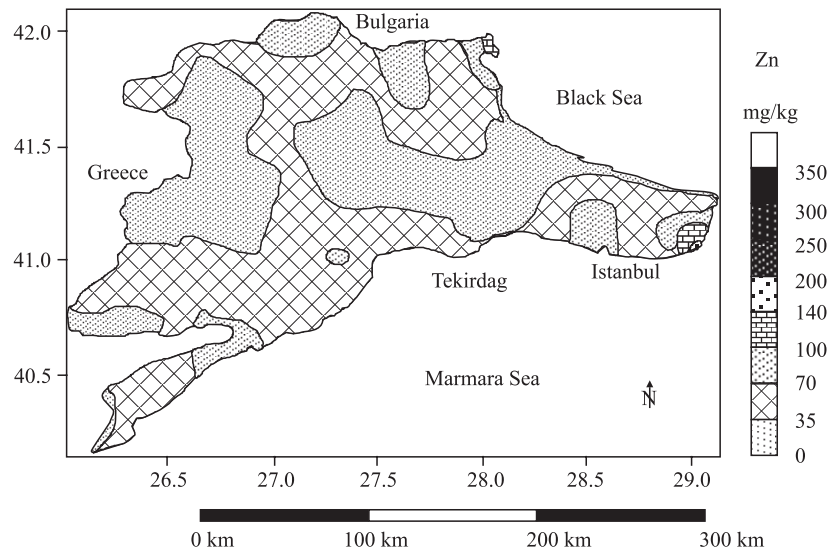 42.0
41.5
41.0
40.5
Bulgaria
Black Sea
Greece
Tekirdag
Istanbul
Marmara Sea
N
26.5 27.0 27.5 28.0 28.5 29.0
Zn
mg/kg
350
300
250
200
140
100
70
35
0
0 km 100 km 200 km 300 km